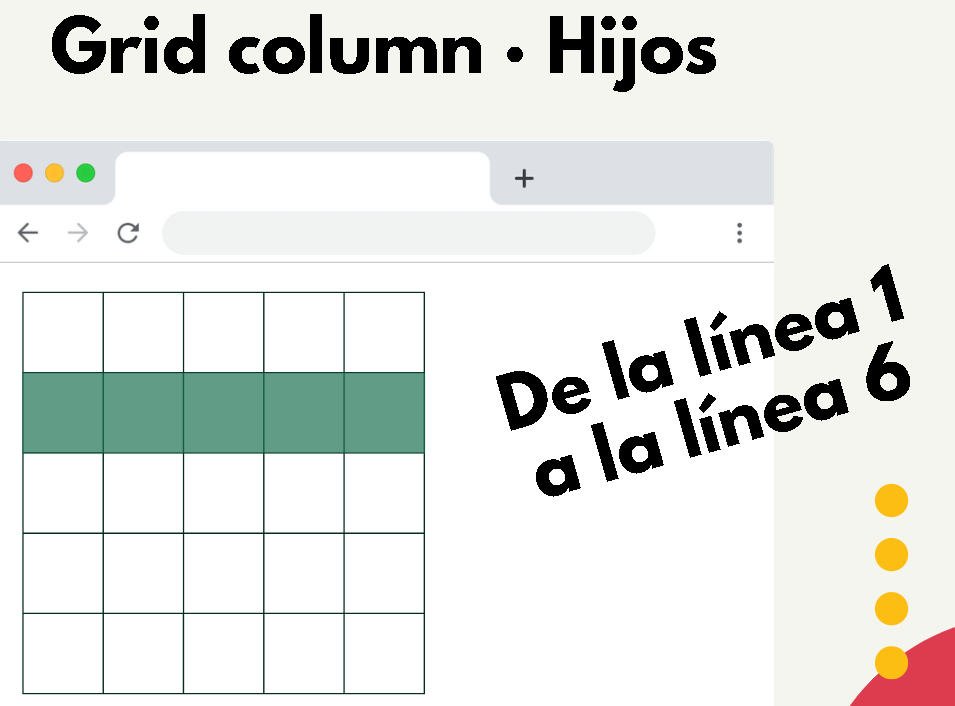 Grid column • Hijos
De la línea 1
a la línea 6